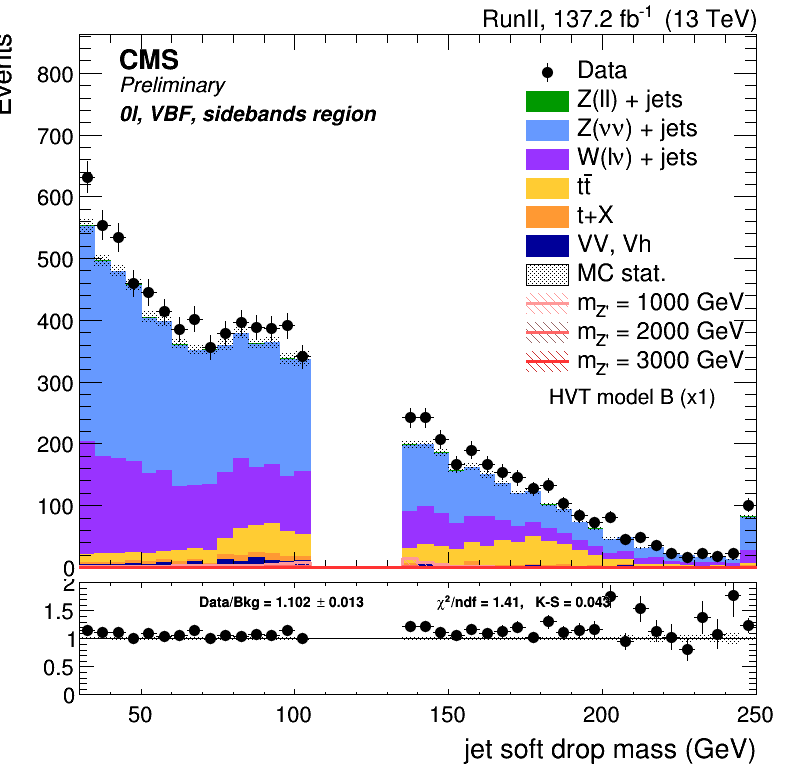 RunII, 137.2 fb⁻¹ (13 TeV)
Events
CMS
Preliminary
0l, VBF, sidebands region
Data
Z(ll) + jets
Z(νν) + jets
W(lν) + jets
tt̄
t+X
VV, Vh
MC stat.
m_Z' = 1000 GeV
m_Z' = 2000 GeV
m_Z' = 3000 GeV
HVT model B (x1)
800
700
600
500
400
300
200
100
0
Data/Bkg = 1.102 ± 0.013
χ²/ndf = 1.41, K-S = 0.043
2
1.5
1
0.5
0
50 100 150 200 250
jet soft drop mass (GeV)